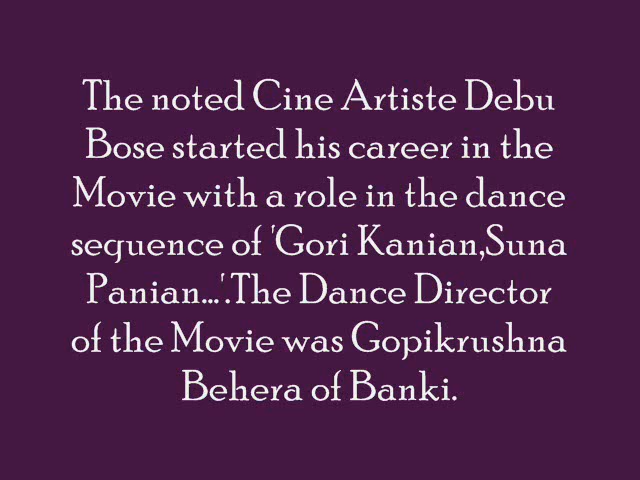 The noted Cine Artiste Debu
Bose started his career in the
Movie with a role in the dance
sequence of 'Gori Kanian,Suna
Panian...'.The Dance Director
of the Movie was Gopikrushna
Behera of Banki.